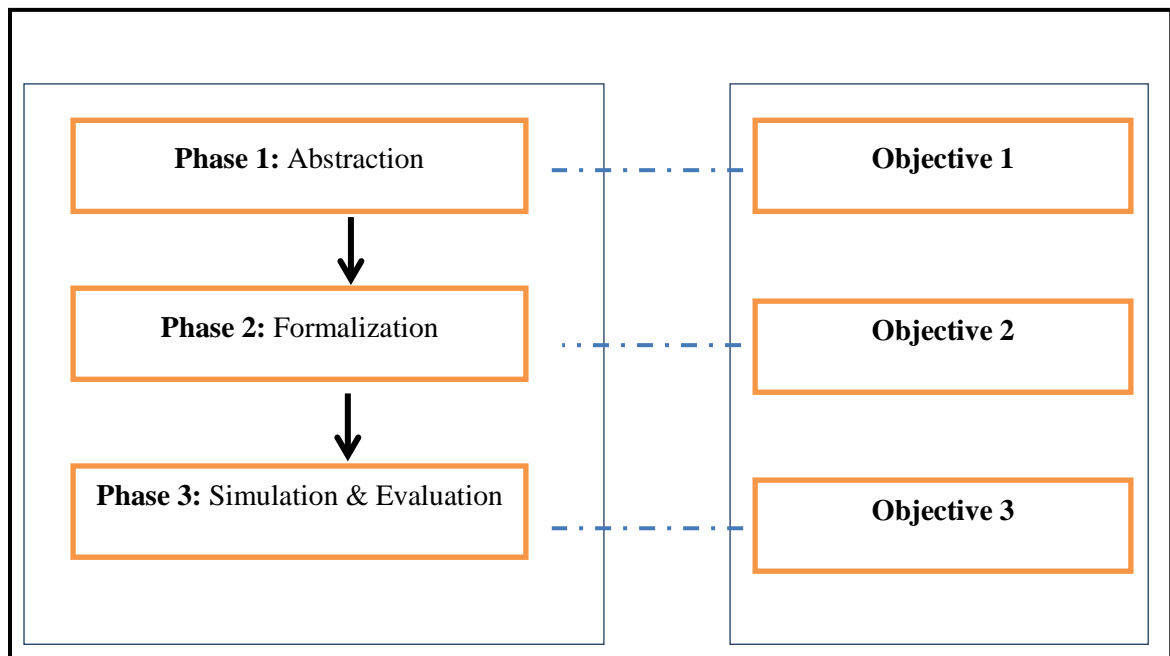 Phase 1: Abstraction
Objective 1
Phase 2: Formalization
Objective 2
Phase 3: Simulation & Evaluation
Objective 3